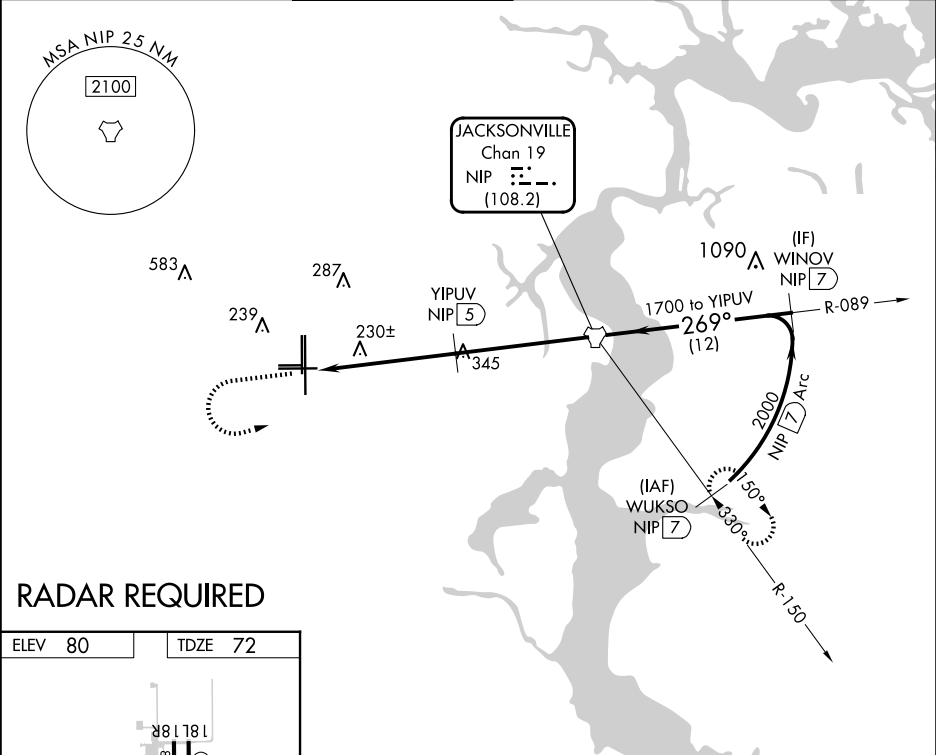 MSA NIP 25 NM
2100
JACKSONVILLE
Chan 19
NIP
(108.2)
583
287
239
230±
YIPUV
NIP 5
345
1090
(IF)
WINOV
NIP 7
1700 to YIPUV
269°
(12)
R-089
2000
NIP 7 Arc
(IAF)
WUKSO
NIP 7
150°
330°
R-150
RADAR REQUIRED
ELEV 80
TDZE 72
18L
18R